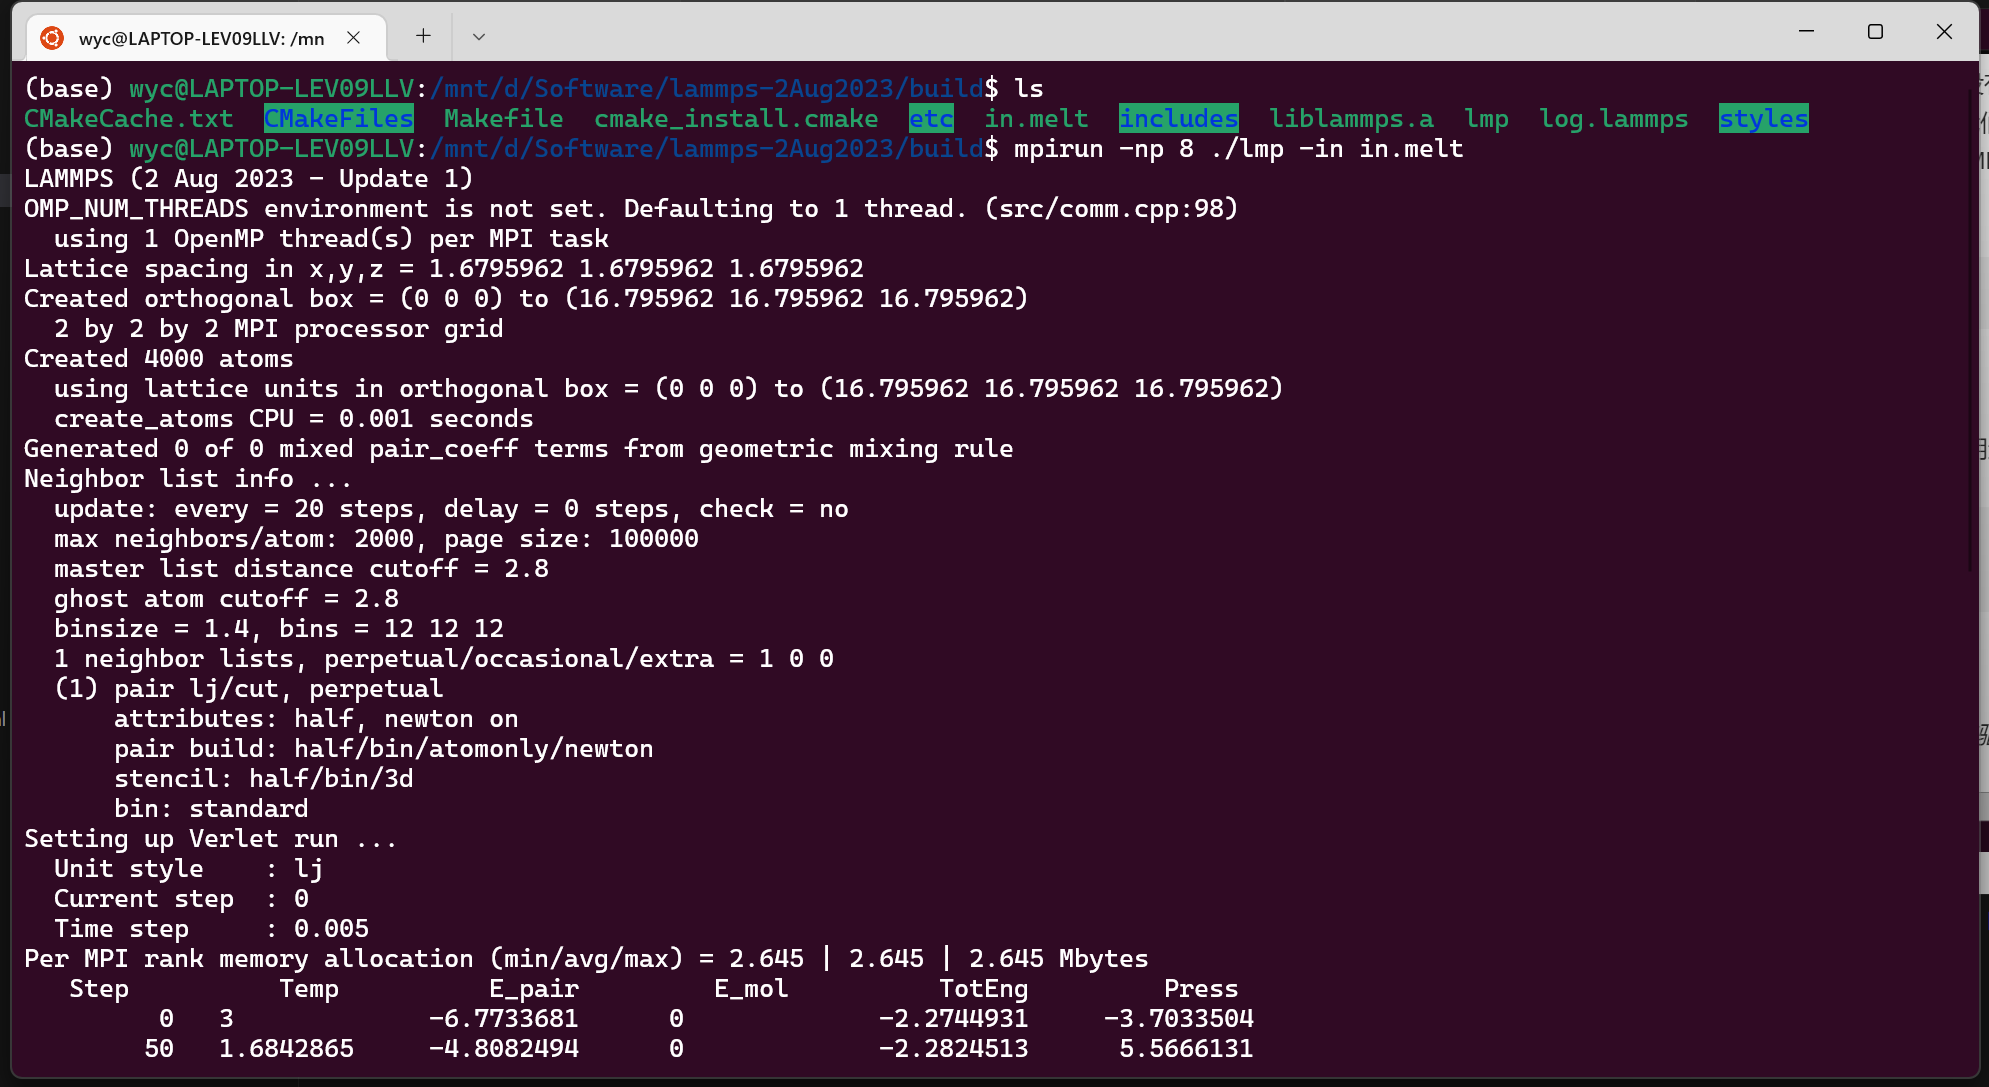 wyc@LAPTOP-LEV09LLV: /mn
(base) wyc@LAPTOP-LEV09LLV:/mnt/d/Software/lammps-2Aug2023/build$ ls
CMakeCache.txt  CMakeFiles  Makefile  cmake_install.cmake  etc  in.melt  includes  liblammps.a  lmp  log.lammps  styles
(base) wyc@LAPTOP-LEV09LLV:/mnt/d/Software/lammps-2Aug2023/build$ mpirun -np 8 ./lmp -in in.melt
LAMMPS (2 Aug 2023 - Update 1)
OMP_NUM_THREADS environment is not set. Defaulting to 1 thread. (src/comm.cpp:98)
  using 1 OpenMP thread(s) per MPI task
Lattice spacing in x,y,z = 1.6795962 1.6795962 1.6795962
Created orthogonal box = (0 0 0) to (16.795962 16.795962 16.795962)
  2 by 2 by 2 MPI processor grid
Created 4000 atoms
  using lattice units in orthogonal box = (0 0 0) to (16.795962 16.795962 16.795962)
  create_atoms CPU = 0.001 seconds
Generated 0 of 0 mixed pair_coeff terms from geometric mixing rule
Neighbor list info ...
  update: every = 20 steps, delay = 0 steps, check = no
  max neighbors/atom: 2000, page size: 100000
  master list distance cutoff = 2.8
  ghost atom cutoff = 2.8
  binsize = 1.4, bins = 12 12 12
  1 neighbor lists, perpetual/occasional/extra = 1 0 0
  (1) pair lj/cut, perpetual
      attributes: half, newton on
      pair build: half/bin/atomonly/newton
      stencil: half/bin/3d
      bin: standard
Setting up Verlet run ...
  Unit style    : lj
  Current step  : 0
  Time step     : 0.005
Per MPI rank memory allocation (min/avg/max) = 2.645 | 2.645 | 2.645 Mbytes
   Step          Temp          E_pair         E_mol          TotEng         Press
         0   3             -6.7733681      0             -2.2744931     -3.7033504
        50   1.6842865     -4.8082494      0             -2.2824513      5.5666131